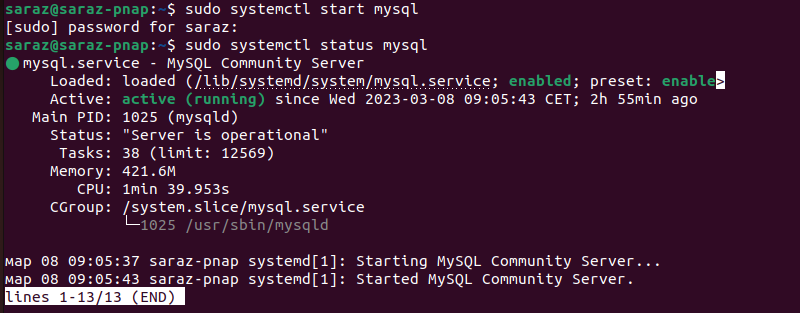 saraz@saraz-pnap:~$ sudo systemctl start mysql
[sudo] password for saraz:
saraz@saraz-pnap:~$ sudo systemctl status mysql
●mysql.service - MySQL Community Server
     Loaded: loaded (/lib/systemd/system/mysql.service; enabled; preset: enable>
     Active: active (running) since Wed 2023-03-08 09:05:43 CET; 2h 55min ago
   Main PID: 1025 (mysqld)
     Status: "Server is operational"
      Tasks: 38 (limit: 12569)
     Memory: 421.6M
        CPU: 1min 39.953s
     CGroup: /system.slice/mysql.service
             └─1025 /usr/sbin/mysqld

мар 08 09:05:37 saraz-pnap systemd[1]: Starting MySQL Community Server...
мар 08 09:05:43 saraz-pnap systemd[1]: Started MySQL Community Server.
lines 1-13/13 (END)